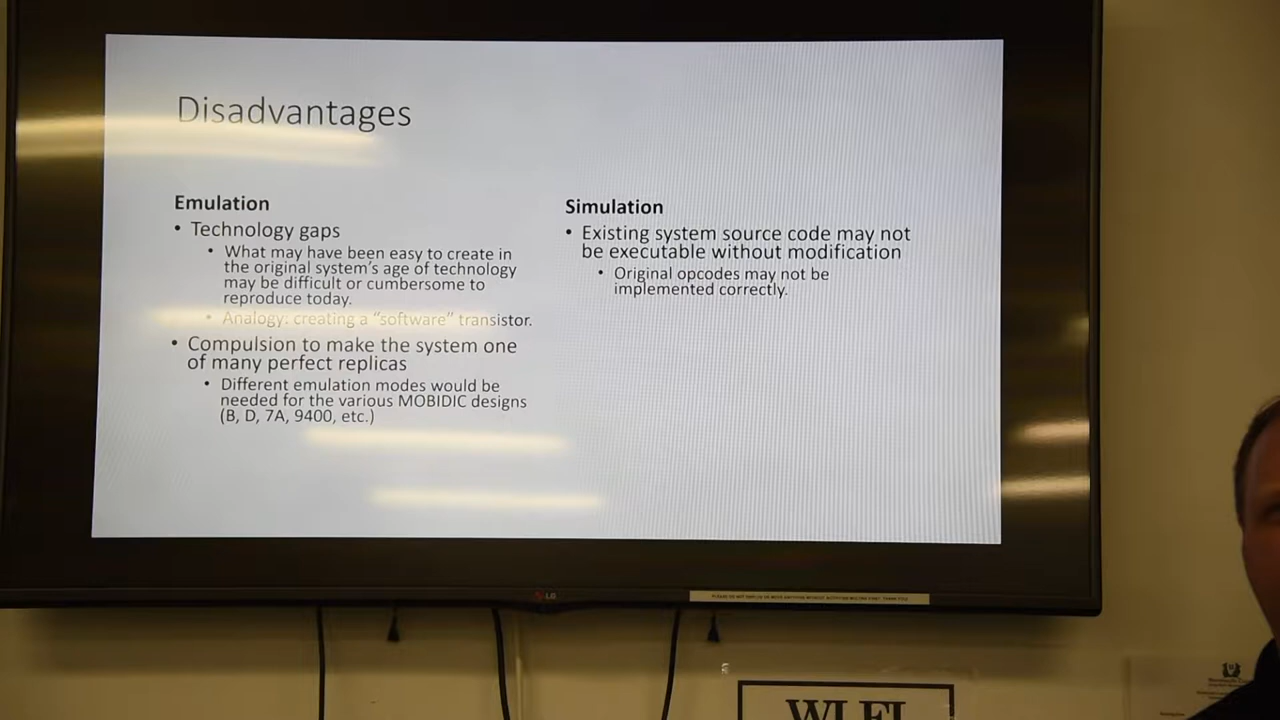 Disadvantages
Emulation
• Technology gaps
• What may have been easy to create in
the original system's age of technology
may be difficult or cumbersome to
reproduce today.
• Analogy: creating a "software" transistor.
• Compulsion to make the system one
of many perfect replicas
• Different emulation modes would be
needed for the various MOBIDIC designs
(B, D, 7A, 9400, etc.)
Simulation
• Existing system source code may not
be executable without modification
• Original opcodes may not be
implemented correctly.
LG